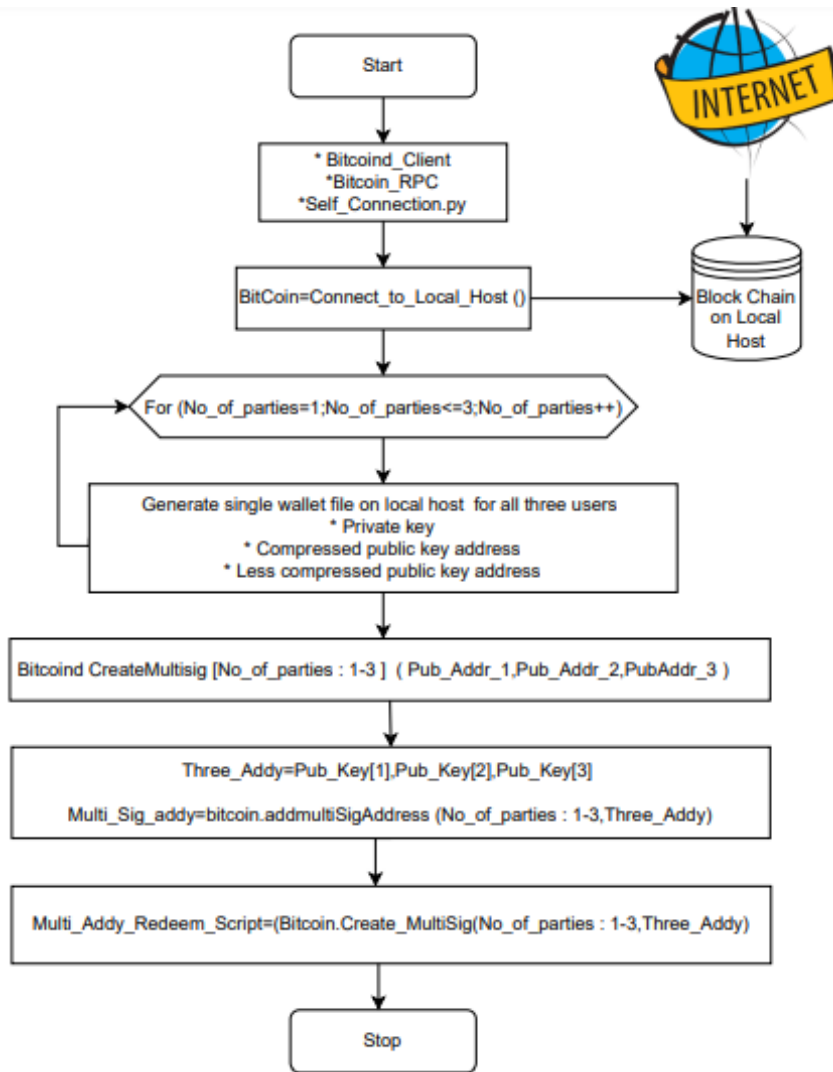 Start
INTERNET
* Bitcoind_Client
*Bitcoin_RPC
*Self_Connection.py
BitCoin=Connect_to_Local_Host ()
Block Chain
on Local
Host
For (No_of_parties=1;No_of_parties<=3;No_of_parties++)
Generate single wallet file on local host for all three users
* Private key
* Compressed public key address
* Less compressed public key address
Bitcoind CreateMultisig [No_of_parties : 1-3 ] ( Pub_Addr_1,Pub_Addr_2,PubAddr_3 )
Three_Addy=Pub_Key[1],Pub_Key[2],Pub_Key[3]
Multi_Sig_addy=bitcoin.addmultiSigAddress (No_of_parties : 1-3,Three_Addy)
Multi_Addy_Redeem_Script=(Bitcoin.Create_MultiSig(No_of_parties : 1-3,Three_Addy)
Stop